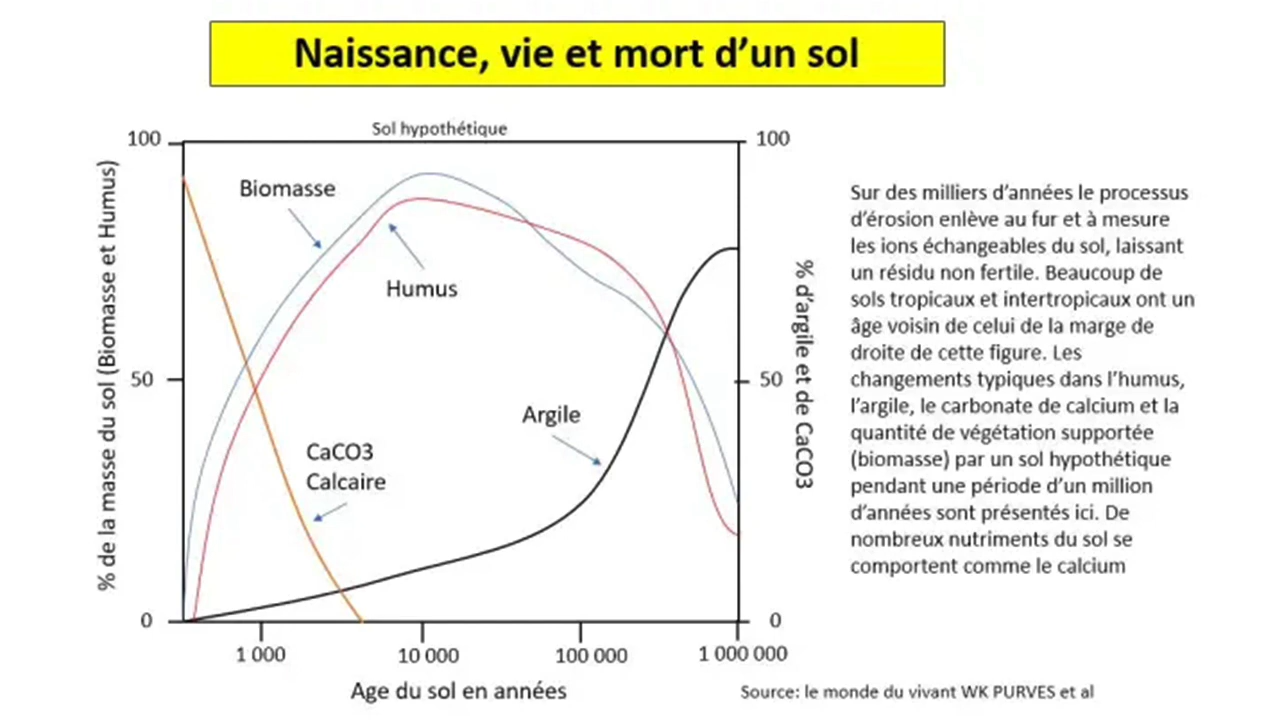 Naissance, vie et mort d’un sol
Sol hypothétique
100
50
0
% de la masse du sol (Biomasse et Humus)
Biomasse
Humus
CaCO3
Calcaire
Argile
100
50
0
% d’argile et de CaCO3
1 000
10 000
100 000
1 000 000
Age du sol en années
Sur des milliers d’années le processus
d’érosion enlève au fur et à mesure
les ions échangeables du sol, laissant
un résidu non fertile. Beaucoup de
sols tropicaux et intertropicaux ont un
âge voisin de celui de la marge de
droite de cette figure. Les
changements typiques dans l’humus,
l’argile, le carbonate de calcium et la
quantité de végétation supportée
(biomasse) par un sol hypothétique
pendant une période d’un million
d’années sont présentés ici. De
nombreux nutriments du sol se
comportent comme le calcium
Source: le monde du vivant WK PURVES et al